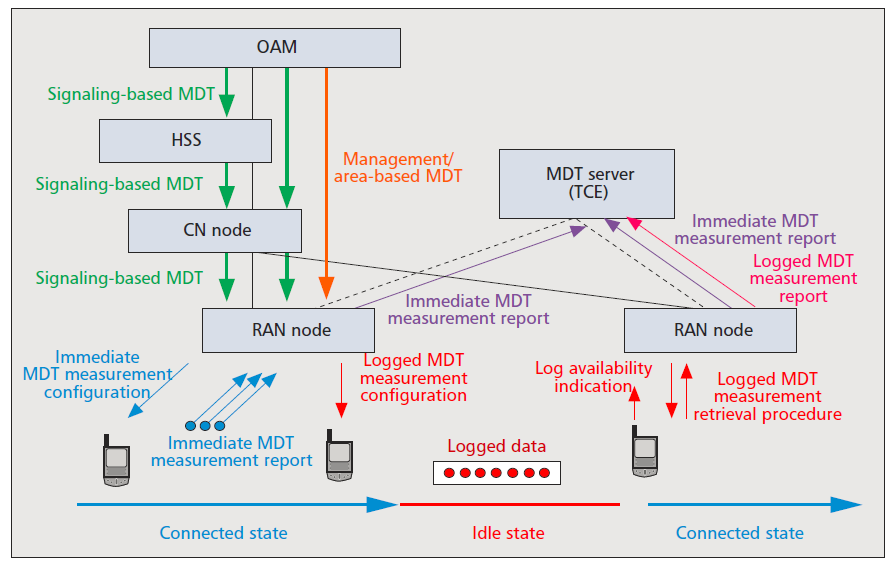 OAM
Signaling-based MDT
HSS
Management/
area-based MDT
MDT server
(TCE)
Signaling-based MDT
CN node
Immediate MDT
measurement report
Logged MDT
measurement
report
Signaling-based MDT
Immediate MDT
measurement report
RAN node
RAN node
Immediate
MDT measurement
configuration
Logged MDT
measurement
configuration
Log availability
indication
Logged MDT
measurement
retrieval procedure
Immediate MDT
measurement report
Logged data
Connected state
Idle state
Connected state